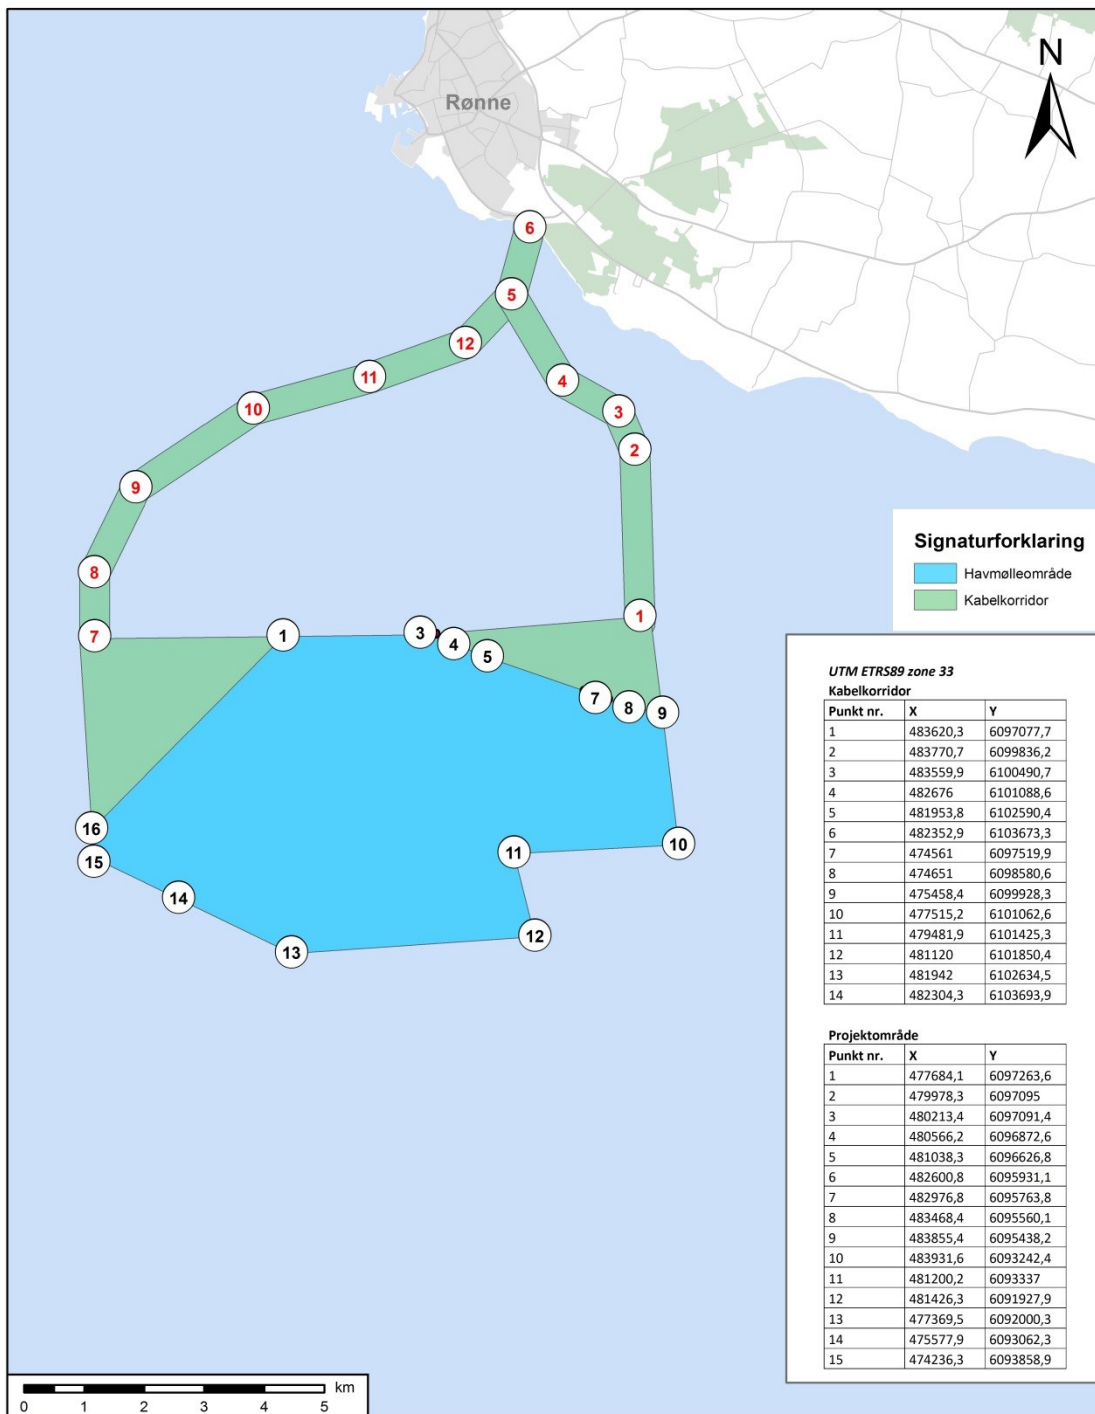 N
Rønne
6
5
12
4
11
3
10
2
9
8
1
7
1
3
4
5
7
8
9
16
10
11
15
14
12
13
Signaturforklaring
Havmølleområde
Kabelkorridor
UTM ETRS89 zone 33
Kabelkorridor
Punkt nr. X Y
1 483620,3 6097077,7
2 483770,7 6099836,2
3 483559,9 6100490,7
4 482676 6101088,6
5 481953,8 6102590,4
6 482352,9 6103673,3
7 474561 6097519,9
8 474651 6098580,6
9 475458,4 6099928,3
10 477515,2 6101062,6
11 479481,9 6101425,3
12 481120 6101850,4
13 481942 6102634,5
14 482304,3 6103693,9
Projektområde
Punkt nr. X Y
1 477684,1 6097263,6
2 479978,3 6097095
3 480213,4 6097091,4
4 480566,2 6096872,6
5 481038,3 6096626,8
6 482600,8 6095931,1
7 482976,8 6095763,8
8 483468,4 6095560,1
9 483855,4 6095438,2
10 483931,6 6093242,4
11 481200,2 6093337
12 481426,3 6091927,9
13 477369,5 6092000,3
14 475577,9 6093062,3
15 474236,3 6093858,9
km
0 1 2 3 4 5